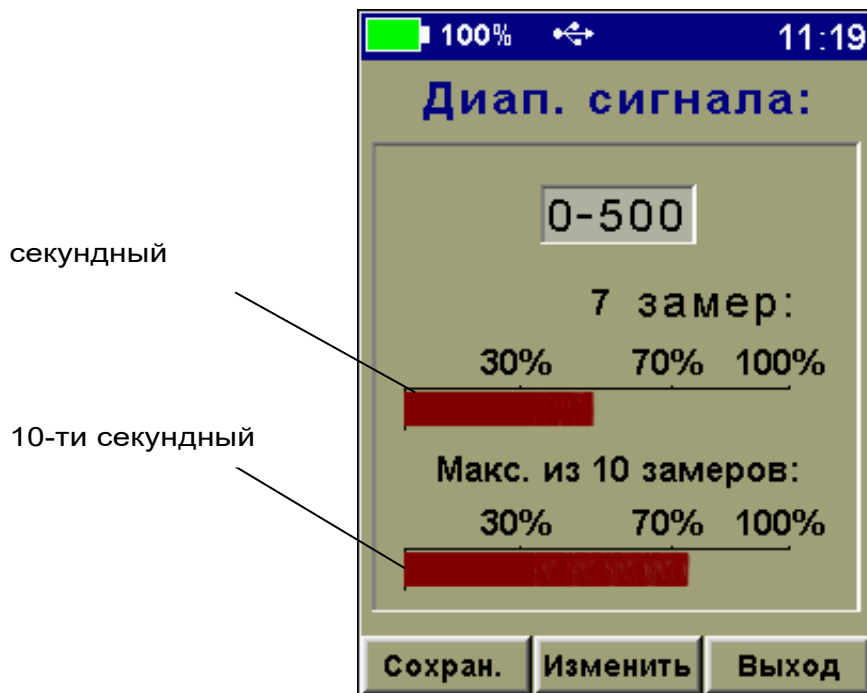 100% 11:19
Диап. сигнала:
0-500
секундный
7 замер:
30% 70% 100%
10-ти секундный
Макс. из 10 замеров:
30% 70% 100%
Сохран. Изменить Выход